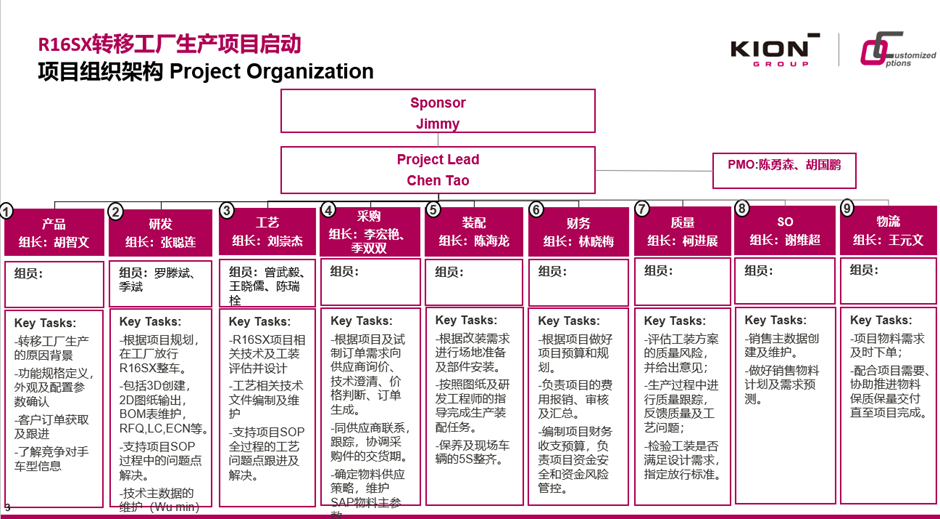 R16SX转移工厂生产项目启动
项目组织架构 Project Organization
KION
GROUP
Customized
Options
Sponsor
Jimmy
Project Lead
Chen Tao
PMO:陈勇森、胡国鹏
1
产品
组长：胡智文
组员：
Key Tasks:
-转移工厂生产
的原因背景
-功能规格定义,
外观及配置参
数确认
-客户订单获取
及跟进
-了解竞争对手
车型信息
2
研发
组长：张聪连
组员：罗滕斌、
季斌
Key Tasks:
-根据项目规划，
在工厂放行
R16SX整车。
-包括3D创建，
2D图纸输出，
BOM表维护，
RFQ,LC,ECN等。
-支持项目SOP
过程中的问题点
解决。
-技术主数据的
维护（Wu min）
3
工艺
组长：刘崇杰
组员：曾武毅、
王晓儒、陈瑞
栓
Key Tasks:
-R16SX项目相
关技术及工装
评估并设计
-工艺相关技术
文件编制及维
护
-支持项目SOP
全过程的工艺
问题点跟进及
解决。
4
采购
组长：李宏艳、
季双双
组员：
Key Tasks:
-根据项目及试
制订单需求向
供应商询价、
技术澄清、价
格判断、订单
生成。
-同供应商联系，
跟踪，协调采
购件的交货期。
-确定物料供应
策略，维护
SAP物料主参
数
5
装配
组长：陈海龙
组员：
Key Tasks:
-根据改装需求
进行场地准备
及部件安装。
-按照图纸及研
发工程师的指
导完成生产装
配任务。
-保养及现场车
辆的5S整齐。
6
财务
组长：林晓梅
组员：
Key Tasks:
-根据项目做好
项目预算和规
划。
-负责项目的费
用报销、审核
及汇总。
-编制项目财务
收支预算，负
责项目资金安
全和资金风险
管控。
7
质量
组长：柯进展
组员：
Key Tasks:
-评估工装方案
的质量风险，
并给出意见；
-生产过程中进
行质量跟踪，
反馈质量及工
艺问题；
-检验工装是否
满足设计需求，
指定放行标准。
8
SO
组长：谢维超
组员：
Key Tasks:
-销售主数据创
建及维护。
-做好销售物料
计划及需求预
测。
9
物流
组长：王元文
组员：
Key Tasks:
-项目物料需求
及时下单；
-配合项目需要、
协助推进物料
保质保量交付
直至项目完成。
3